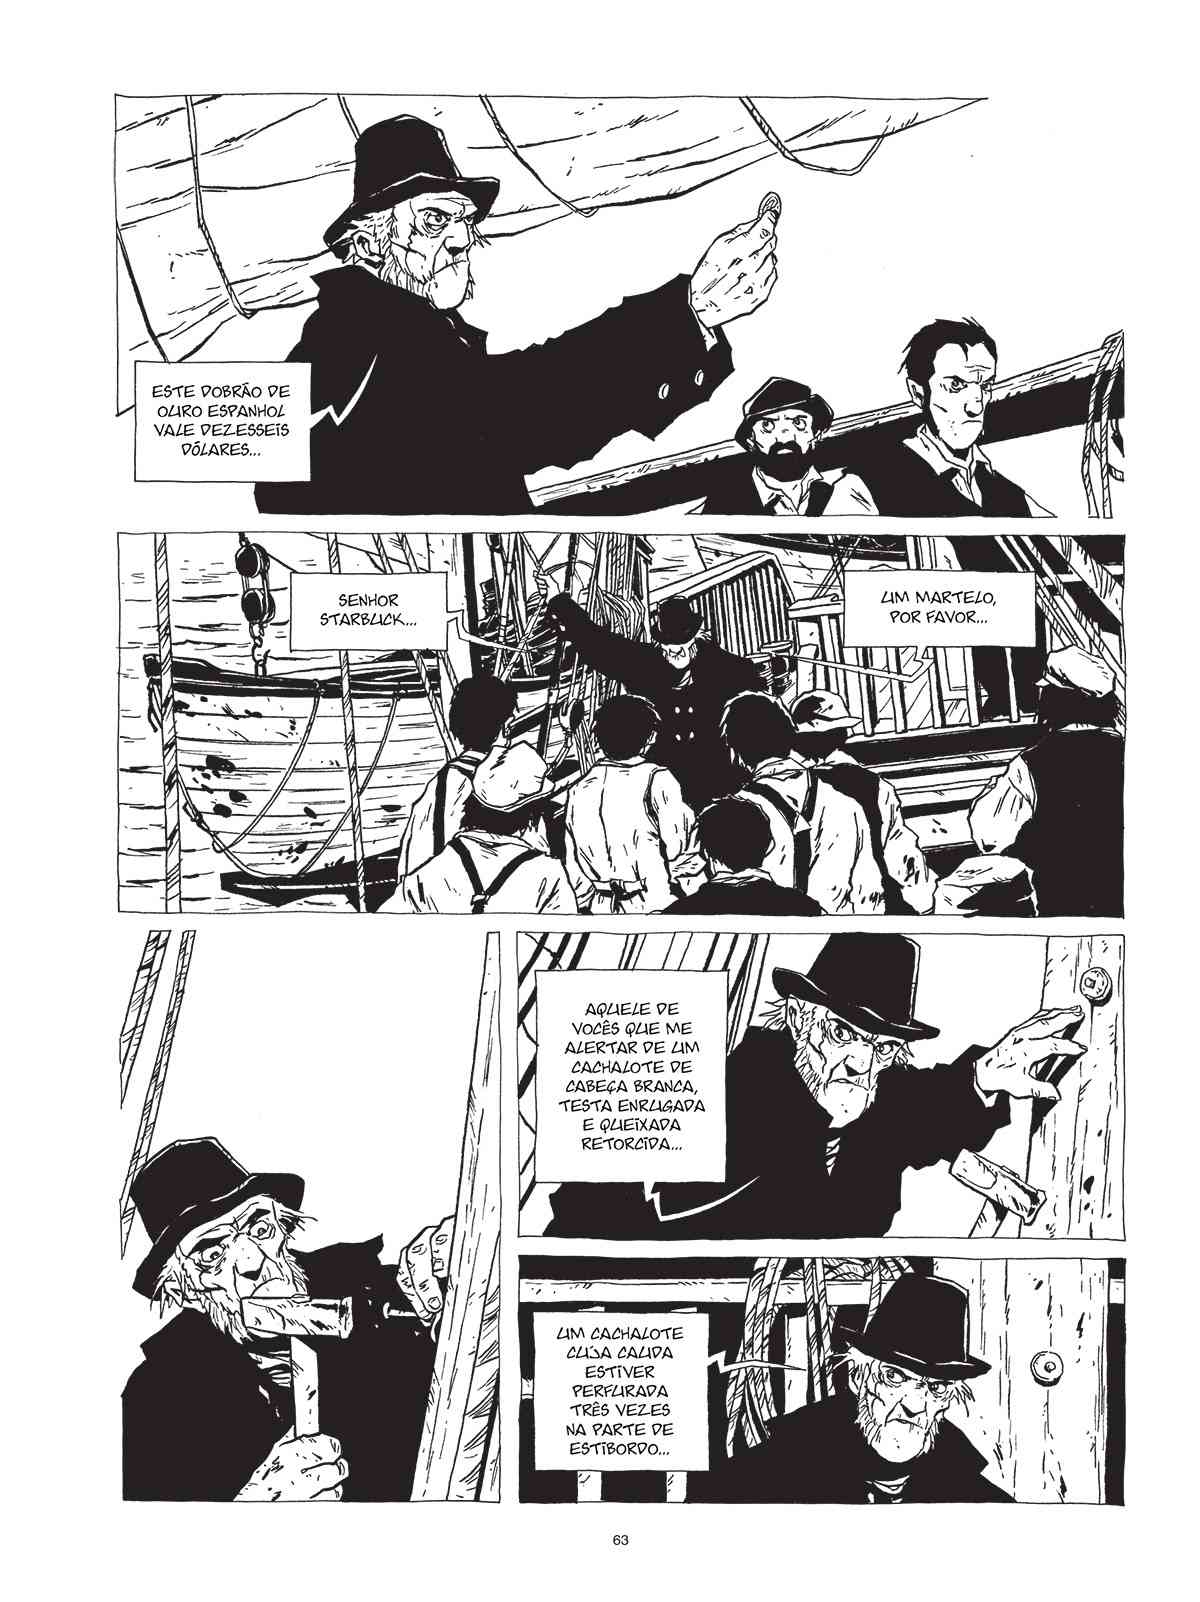 ESTE DOBRÃO DE
OURO ESPANHOL
VALE DEZESSEIS
DÓLARES...
SENHOR
STARBUCK...
UM MARTELO,
POR FAVOR...
AQUELE DE
VOCÊS QUE ME
ALERTAR DE UM
CACHALOTE DE
CABEÇA BRANCA,
TESTA ENRUGADA
E QUEIXADA
RETORCIDA...
UM CACHALOTE
CUJA CAUDA
ESTIVER
PERFURADA
TRÊS VEZES
NA PARTE DE
ESTIBORDO...
63